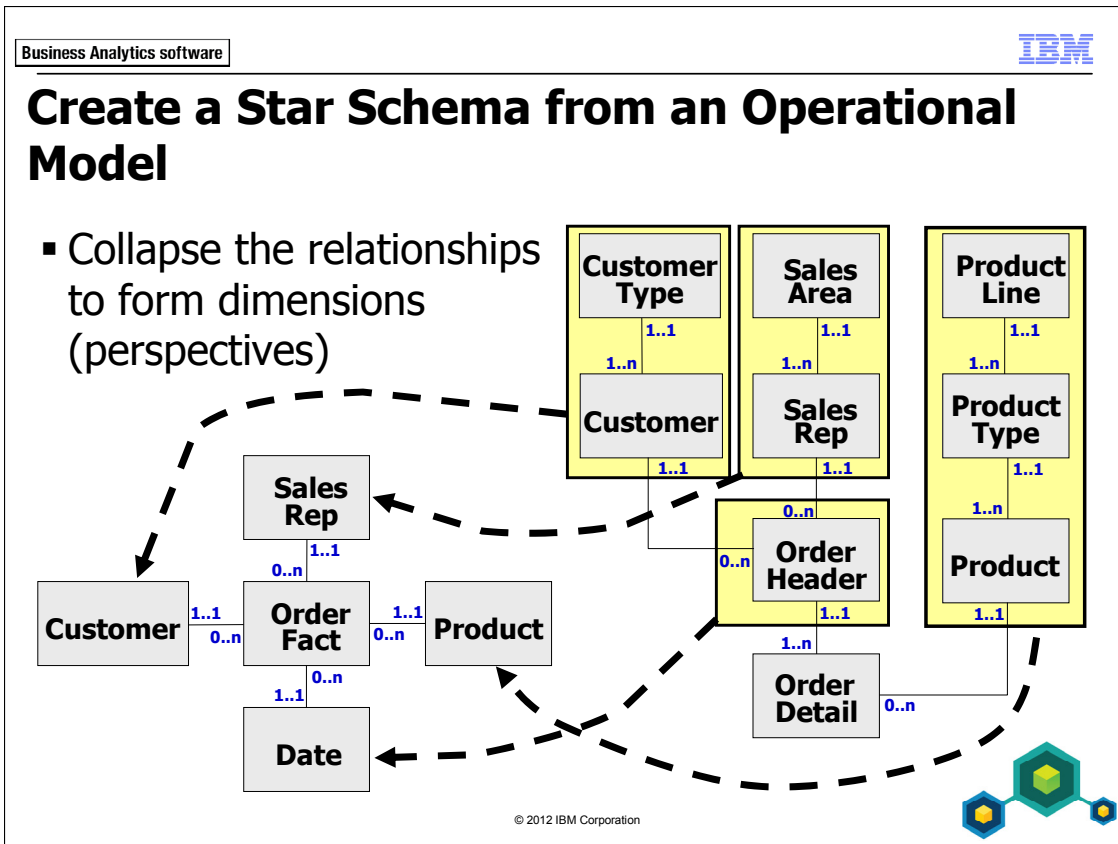 Business Analytics software
IBM
Create a Star Schema from an Operational
Model
▪ Collapse the relationships
to form dimensions
(perspectives)
Customer
Type
1..1
1..n
Customer
1..1
Sales
Area
1..1
1..n
Sales
Rep
1..1
0..n
Product
Line
1..1
1..n
Product
Type
1..1
1..n
Product
1..1
0..n
Order
Header
1..1
1..n
Order
Detail
0..n
Sales
Rep
1..1
0..n
Customer
1..1
0..n
Order
Fact
1..1
0..n
Product
0..n
1..1
Date
© 2012 IBM Corporation